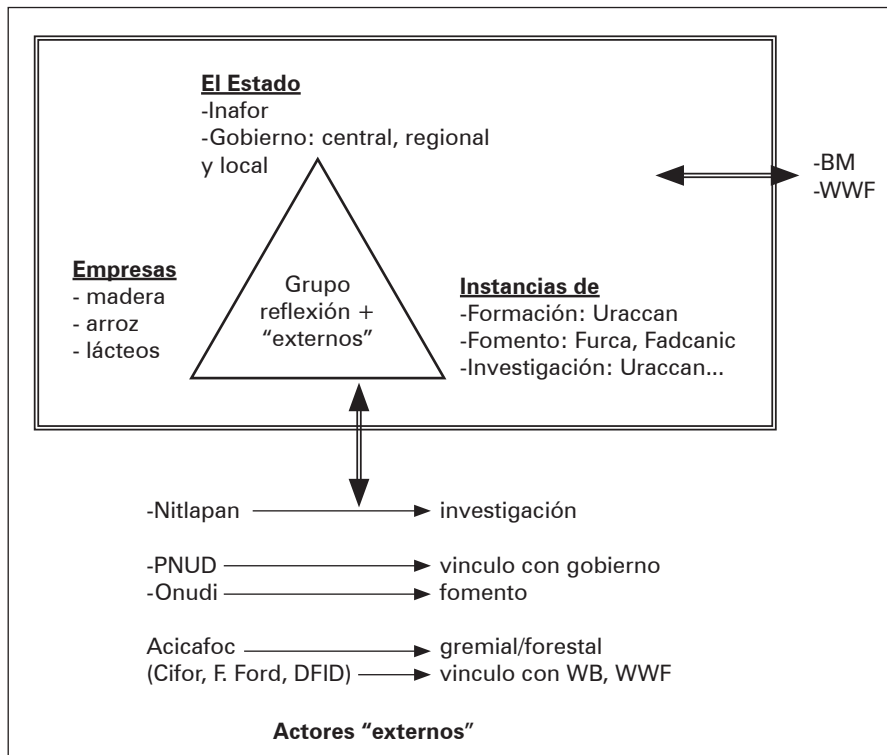 El Estado
-Inafor
-Gobierno: central, regional
y local
-BM
-WWF
Empresas
- madera
- arroz
- lácteos
Grupo
reflexión +
“externos”
Instancias de
-Formación: Uraccan
-Fomento: Furca, Fadcanic
-Investigación: Uraccan...
-Nitlapan investigación
-PNUD vinculo con gobierno
-Onudi fomento
Acicafoc gremial/forestal
(Cifor, F. Ford, DFID) vinculo con WB, WWF
Actores “externos”